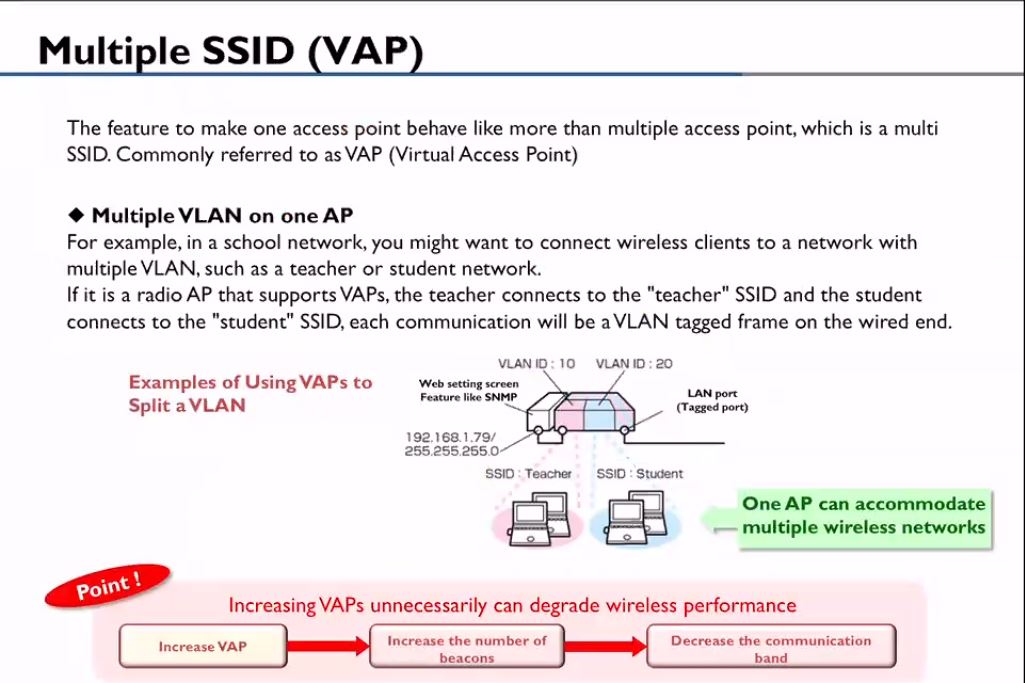 Multiple SSID (VAP)
The feature to make one access point behave like more than multiple access point, which is a multi
SSID. Commonly referred to as VAP (Virtual Access Point)
◆ Multiple VLAN on one AP
For example, in a school network, you might want to connect wireless clients to a network with
multiple VLAN, such as a teacher or student network.
If it is a radio AP that supports VAPs, the teacher connects to the "teacher" SSID and the student
connects to the "student" SSID, each communication will be a VLAN tagged frame on the wired end.
Examples of Using VAPs to
Split a VLAN
VLAN ID : 10
VLAN ID : 20
Web setting screen
Feature like SNMP
LAN port
(Tagged port)
192.168.1.79/
255.255.255.0
SSID : Teacher
SSID : Student
One AP can accommodate
multiple wireless networks
Point !
Increasing VAPs unnecessarily can degrade wireless performance
Increase VAP
Increase the number of
beacons
Decrease the communication
band